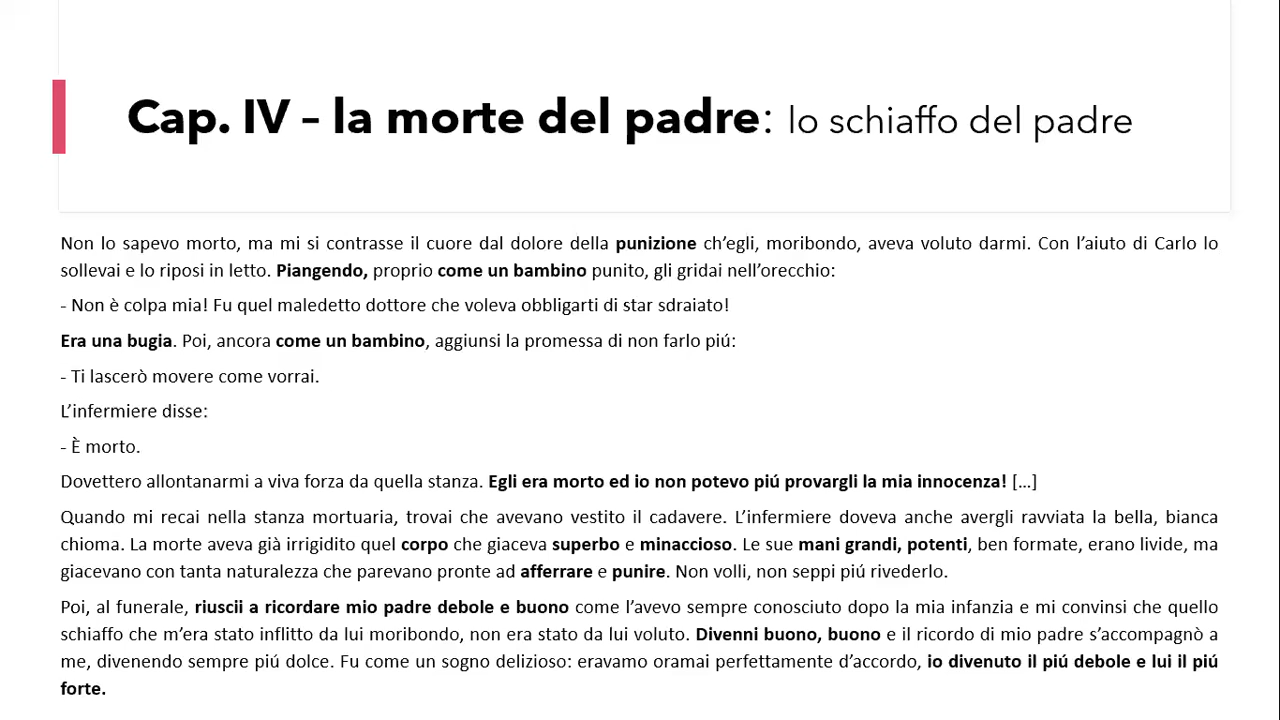 Cap. IV – la morte del padre: lo schiaffo del padre
Non lo sapevo morto, ma mi si contrasse il cuore dal dolore della punizione ch’egli, moribondo, aveva voluto darmi. Con l’aiuto di Carlo lo
sollevai e lo riposi in letto. Piangendo, proprio come un bambino punito, gli gridai nell’orecchio:
- Non è colpa mia! Fu quel maledetto dottore che voleva obbligarti di star sdraiato!
Era una bugia. Poi, ancora come un bambino, aggiunsi la promessa di non farlo piú:
- Ti lascerò movere come vorrai.
L’infermiere disse:
- È morto.
Dovettero allontanarmi a viva forza da quella stanza. Egli era morto ed io non potevo piú provargli la mia innocenza! […]
Quando mi recai nella stanza mortuaria, trovai che avevano vestito il cadavere. L’infermiere doveva anche avergli ravviata la bella, bianca
chioma. La morte aveva già irrigidito quel corpo che giaceva superbo e minaccioso. Le sue mani grandi, potenti, ben formate, erano livide, ma
giacevano con tanta naturalezza che parevano pronte ad afferrare e punire. Non volli, non seppi piú rivederlo.
Poi, al funerale, riuscii a ricordare mio padre debole e buono come l’avevo sempre conosciuto dopo la mia infanzia e mi convinsi che quello
schiaffo che m’era stato inflitto da lui moribondo, non era stato da lui voluto. Divenni buono, buono e il ricordo di mio padre s’accompagnò a
me, divenendo sempre piú dolce. Fu come un sogno delizioso: eravamo oramai perfettamente d’accordo, io divenuto il piú debole e lui il piú
forte.